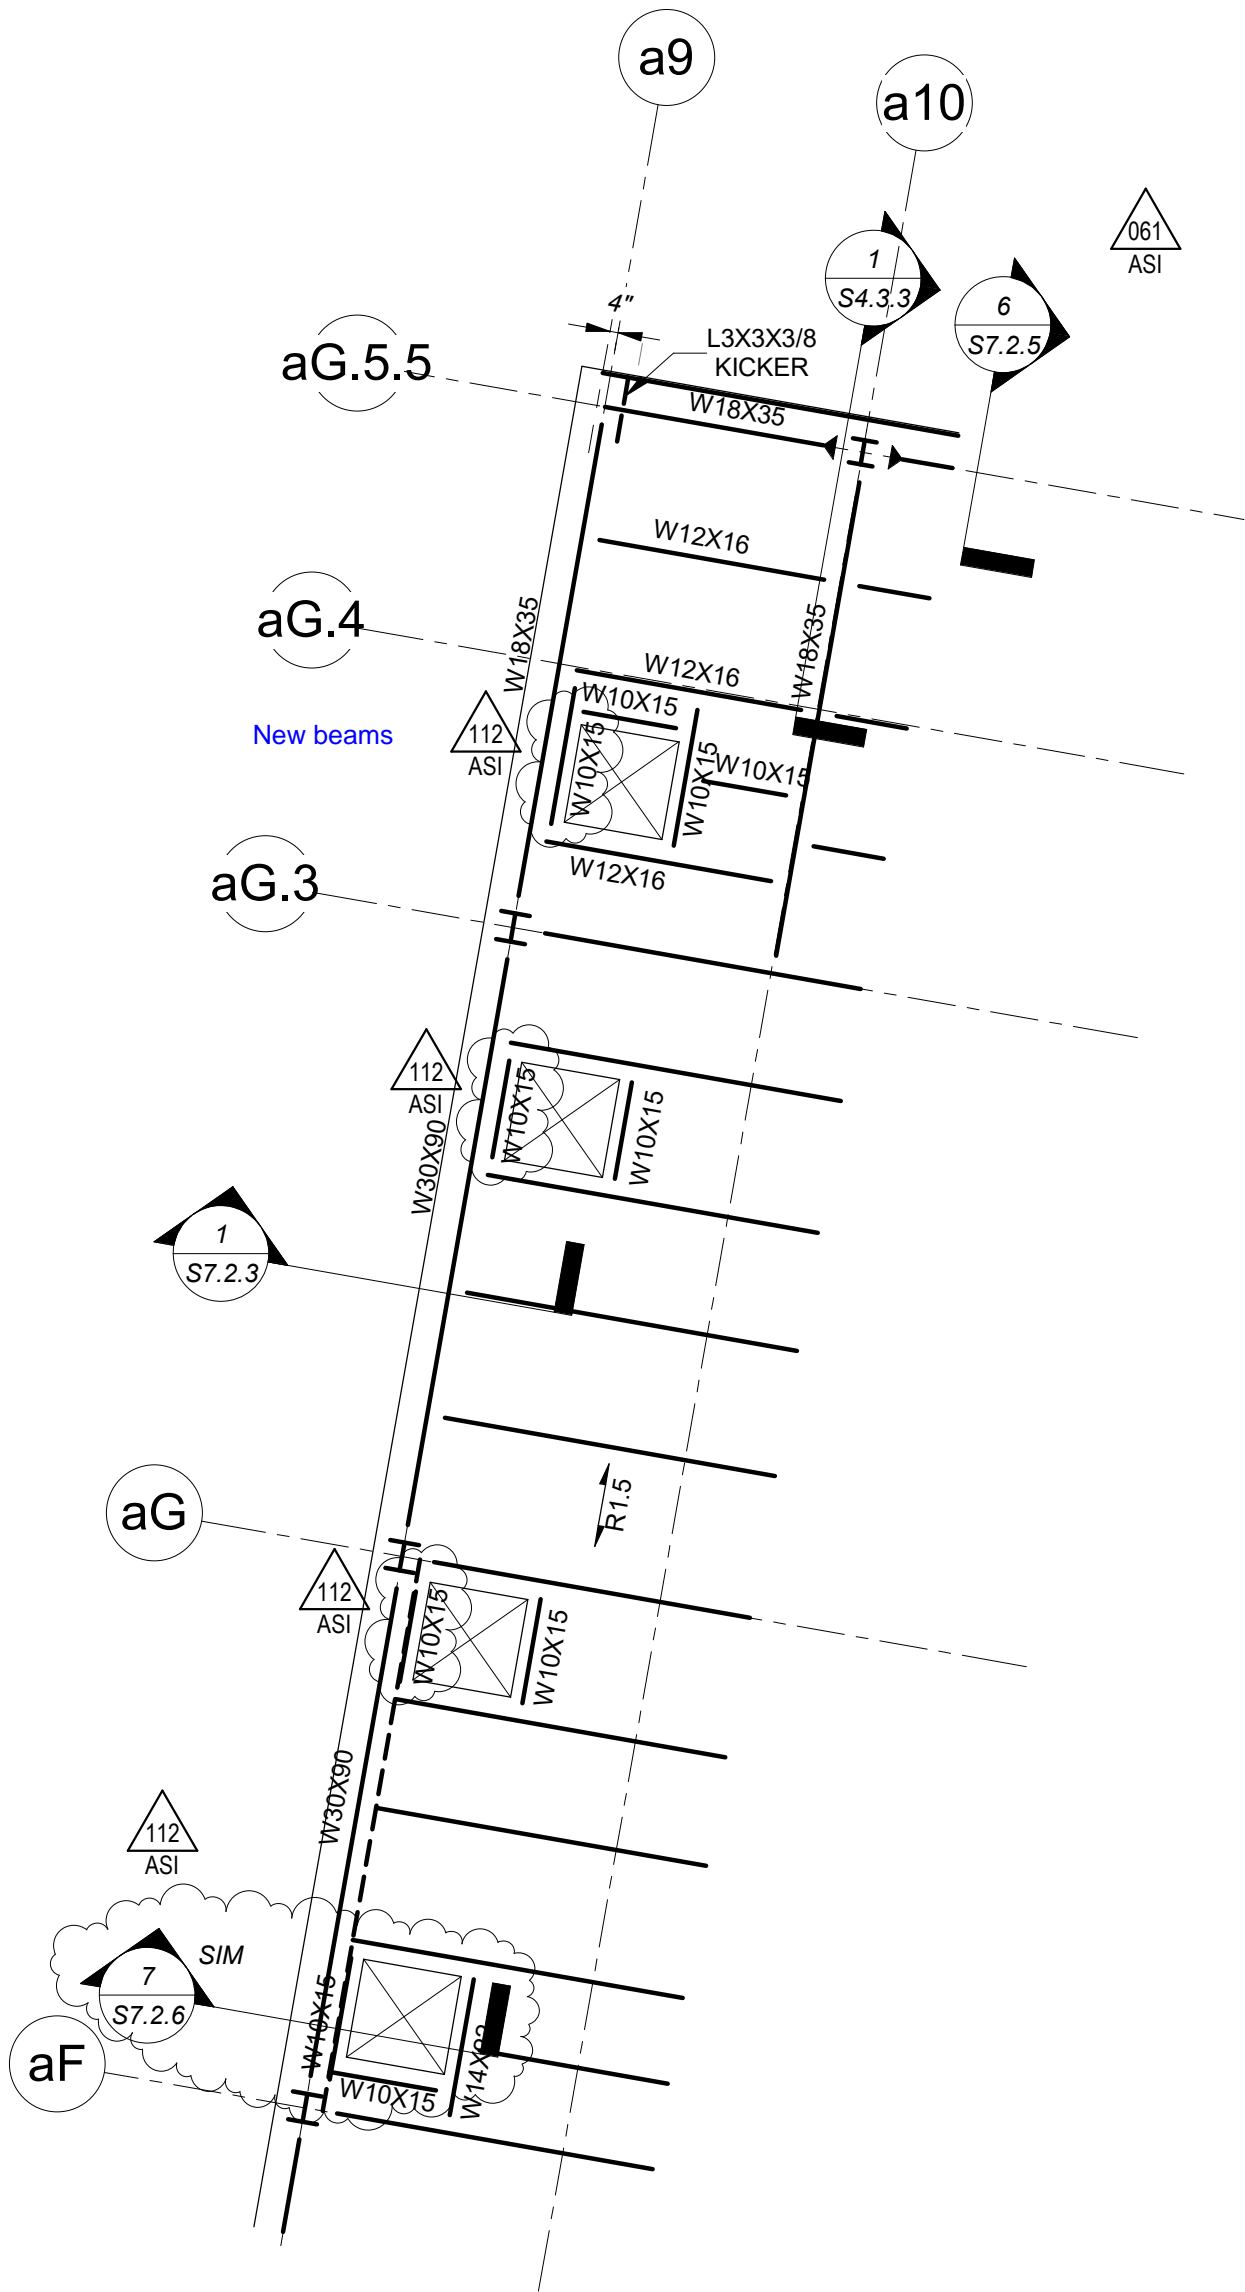 a9
a10
061
ASI
1
S4.3.3
6
S7.2.5
4"
L3X3X3/8
KICKER
aG.5.5
W18X35
W12X16
aG.4
W18X35
W18X35
W12X16
W10X15
New beams
112
ASI
W10X15
W10X15
W10X15
W12X16
aG.3
112
ASI
W10X15
W10X15
W30X90
1
S7.2.3
R1.5
aG
112
ASI
W10X15
W10X15
W30X90
112
ASI
SIM
7
S7.2.6
W10X15
aF
W10X15